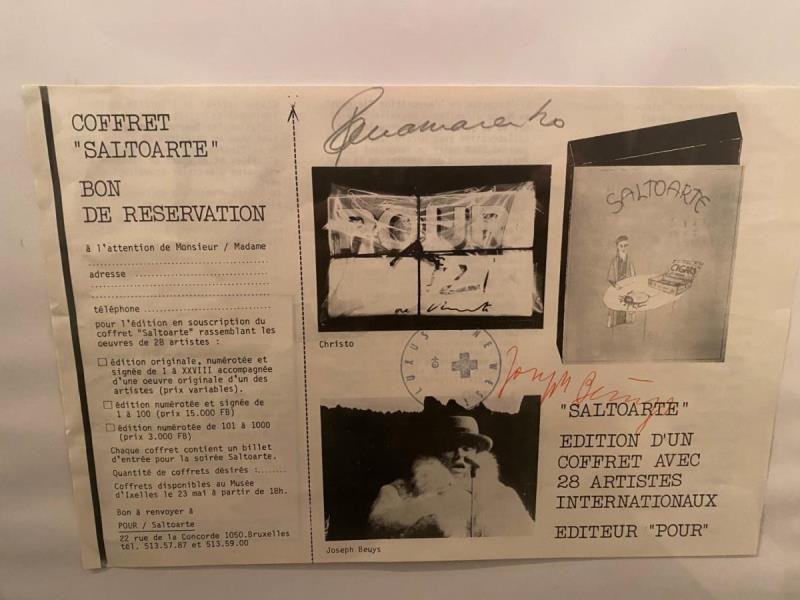 COFFRET
"SALTOARTE"
BON
DE RESERVATION
à l'attention de Monsieur / Madame
adresse
téléphone
pour l'édition en souscription du
coffret "Saltoarte" rassemblant les
oeuvres de 28 artistes :
édition originale, numérotée et
signée de 1 à XXVIII accompagnée
d'une oeuvre originale d'un des
artistes (prix variables).
édition numérotée et signée de
1 à 100 (prix 15.000 FB)
édition numérotée de 101 à 1000
(prix 3.000 FB)
Chaque coffret contient un billet
d'entrée pour la soirée Saltoarte.
Quantité de coffrets désirés :.......
Coffrets disponibles au Musée
d'Ixelles le 23 mai à partir de 18h.
Bon à renvoyer à
POUR / Saltoarte
22 rue de la Concorde 1050.Bruxelles
tél. 513.57.87 et 513.59.00
Panamarenko
POUR
Christo
Joseph Beuys
Joseph Beuys
SALTOARTE
CIGARS
"SALTOARTE"
EDITION D'UN
COFFRET AVEC
28 ARTISTES
INTERNATIONAUX
EDITEUR "POUR"